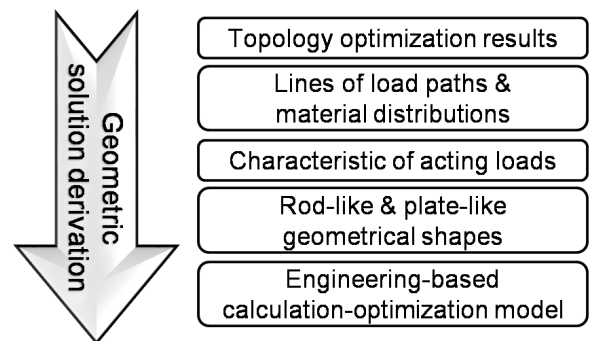 Geometric
solution derivation
Topology optimization results
Lines of load paths &
material distributions
Characteristic of acting loads
Rod-like & plate-like
geometrical shapes
Engineering-based
calculation-optimization model